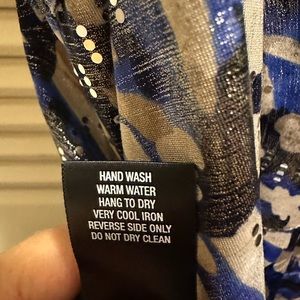 HAND WASH
WARM WATER
HANG TO DRY
VERY COOL IRON
REVERSE SIDE ONLY
DO NOT DRY CLEAN